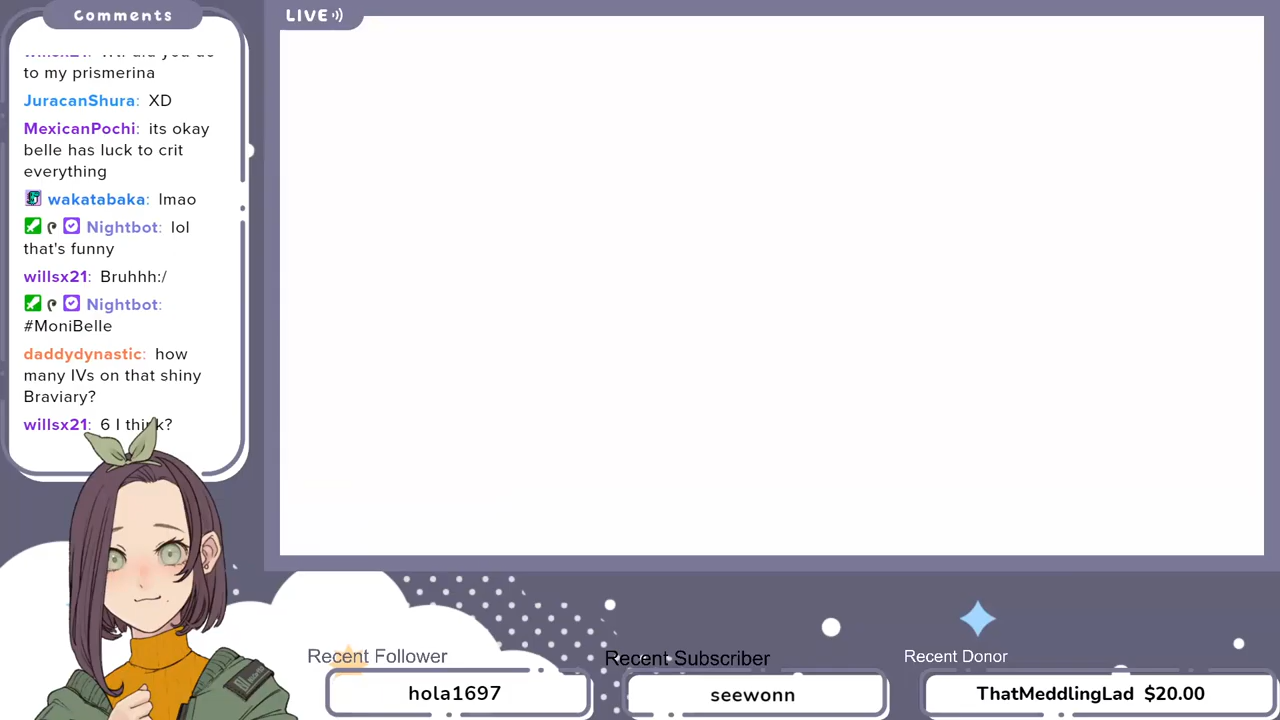 Comments
LIVE
to my prismerina
JuracanShura: XD
MexicanPochi: its okay
belle has luck to crit
everything
wakatabaka: lmao
Nightbot: lol
that's funny
willsx21: Bruhhh:/
Nightbot:
#MoniBelle
daddydynastic: how
many IVs on that shiny
Braviary?
willsx21: 6 I think?
Recent Follower
hola1697
Recent Subscriber
seewonn
Recent Donor
ThatMeddlingLad $20.00